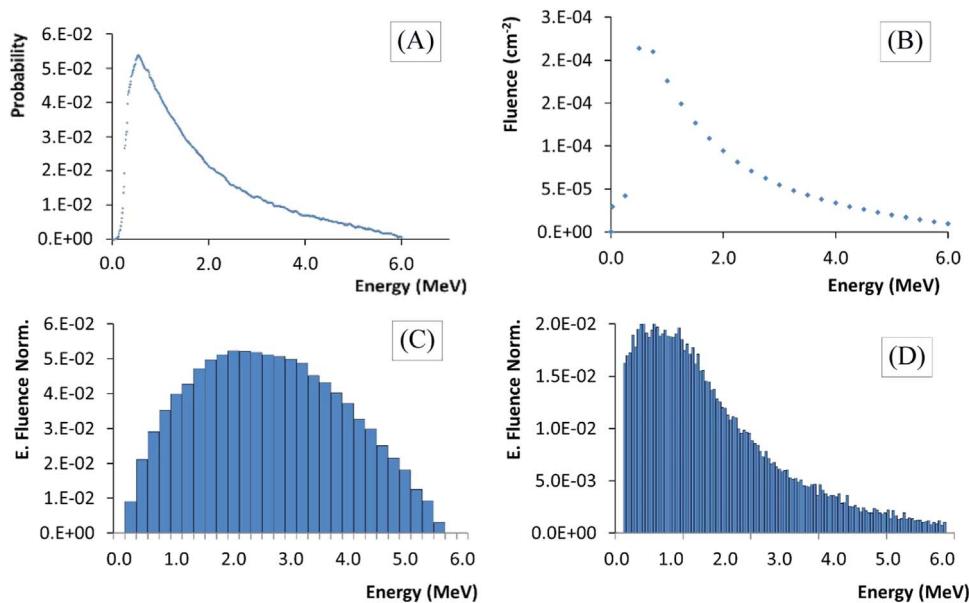 (A)
Probability
6.E-02
5.E-02
4.E-02
3.E-02
2.E-02
1.E-02
0.E+00
0.0 2.0 4.0 6.0
Energy (MeV)
(B)
Fluence (cm-2)
3.E-04
2.E-04
2.E-04
1.E-04
5.E-05
0.E+00
0.0 2.0 4.0 6.0
Energy (MeV)
(C)
E. Fluence Norm.
6.E-02
5.E-02
4.E-02
3.E-02
2.E-02
1.E-02
0.E+00
0.0 1.0 2.0 3.0 4.0 5.0 6.0
Energy (MeV)
(D)
E. Fluence Norm.
2.0E-02
1.5E-02
1.0E-02
5.0E-03
0.0E+00
0.0 1.0 2.0 3.0 4.0 5.0 6.0
Energy (MeV)